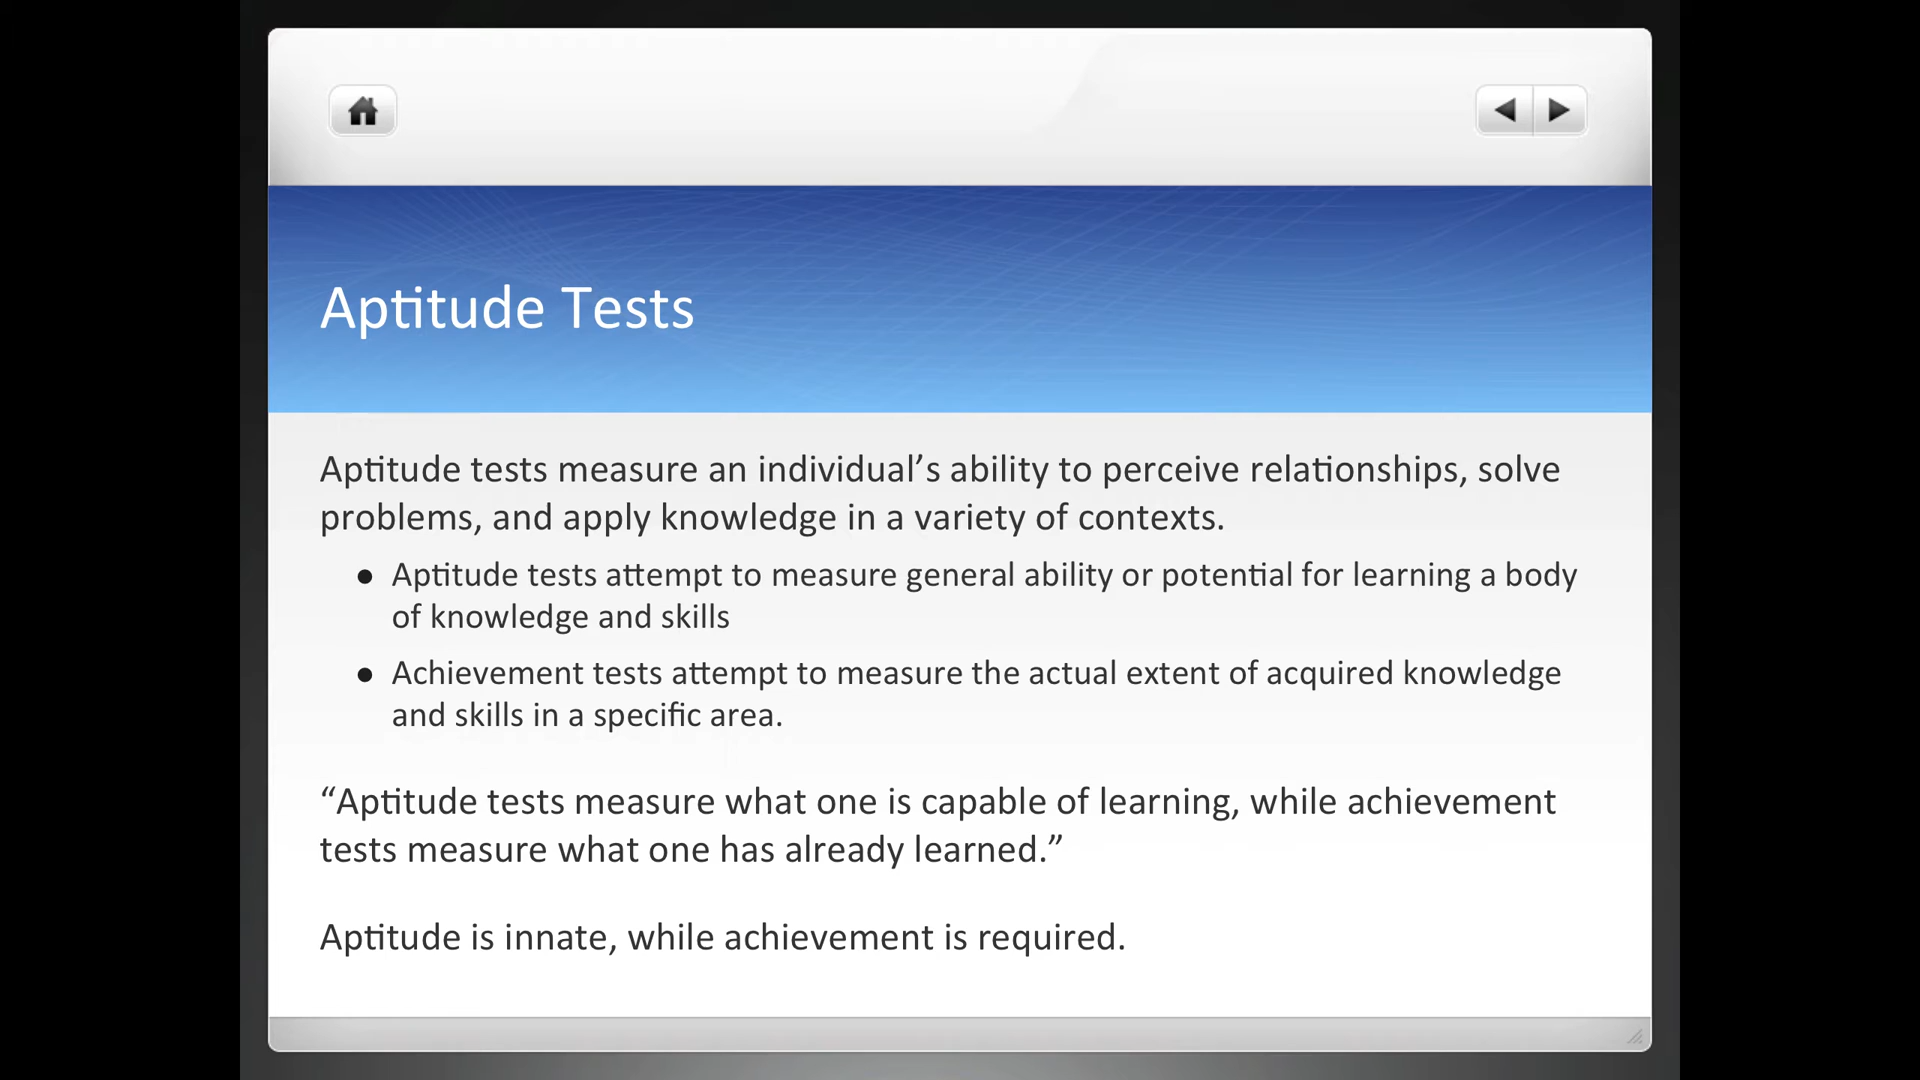 Aptitude Tests
Aptitude tests measure an individual’s ability to perceive relationships, solve
problems, and apply knowledge in a variety of contexts.
● Aptitude tests attempt to measure general ability or potential for learning a body
of knowledge and skills
● Achievement tests attempt to measure the actual extent of acquired knowledge
and skills in a specific area.
“Aptitude tests measure what one is capable of learning, while achievement
tests measure what one has already learned.”
Aptitude is innate, while achievement is required.